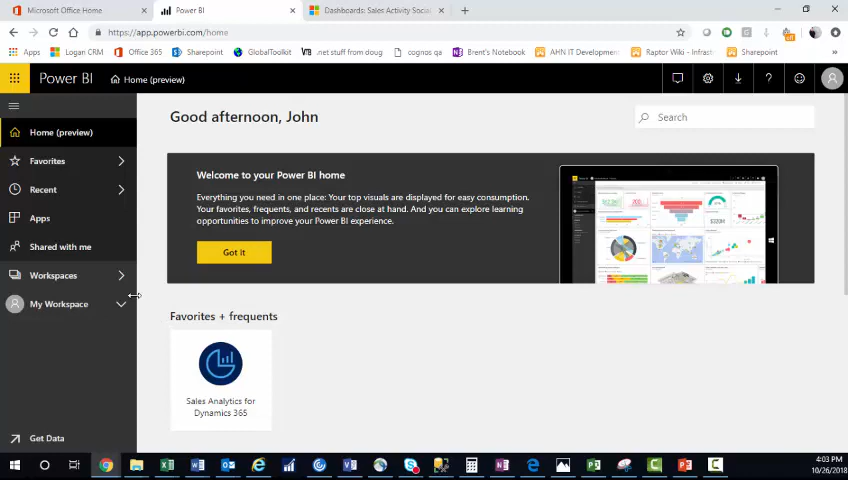 Microsoft Office Home
Power BI
Dashboards: Sales Activity Social
https://app.powerbi.com/home
Apps
Logan CRM
Office 365
Sharepoint
GlobalToolkit
.net stuff from doug
cognos qa
Brent's Notebook
AHN IT Developmen
Raptor Wiki - Infrast
Sharepoint
Power BI
Home (preview)
Home (preview)
Favorites
Recent
Apps
Shared with me
Workspaces
My Workspace
Get Data
Good afternoon, John
Search
Welcome to your Power BI home
Everything you need in one place: Your top visuals are displayed for easy consumption.
Your favorites, frequents, and recents are close at hand. And you can explore learning
opportunities to improve your Power BI experience.
Got it
Favorites + frequents
Sales Analytics for
Dynamics 365
4:03 PM
10/26/2018